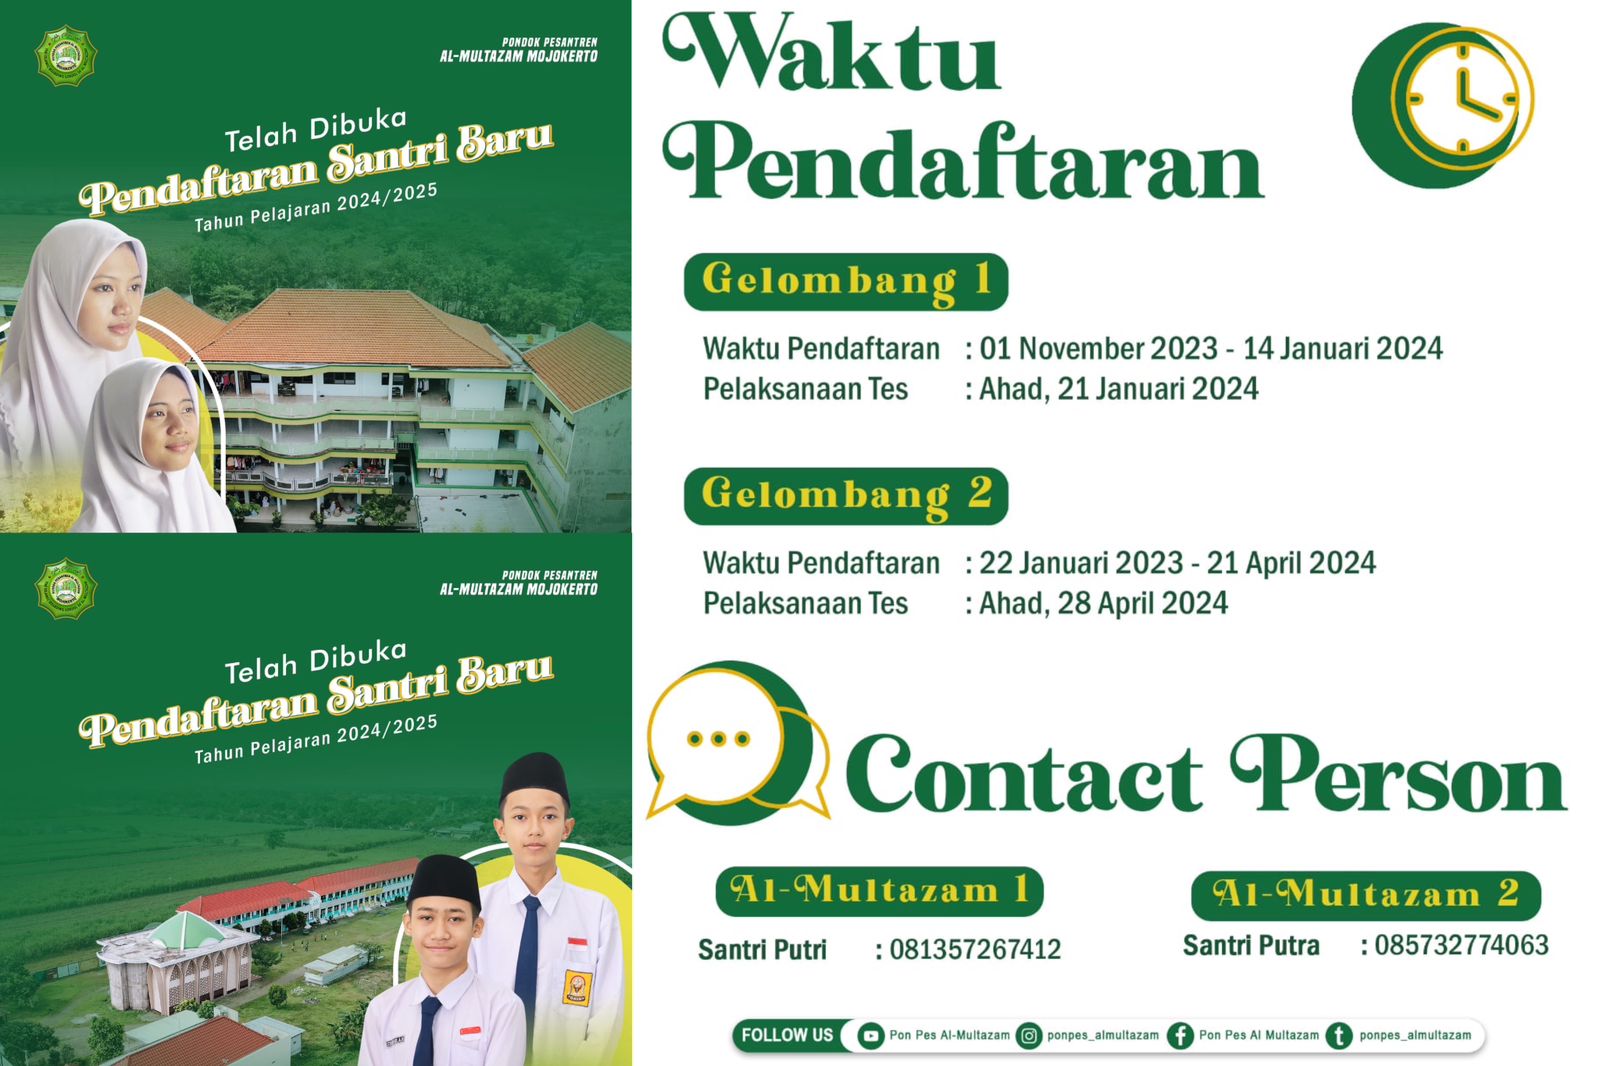 PONDOK PESANTREN
AL-MULTAZAM MOJOKERTO
Telah Dibuka
Pendaftaran Santri Baru
Tahun Pelajaran 2024/2025
PONDOK PESANTREN
AL-MULTAZAM MOJOKERTO
Telah Dibuka
Pendaftaran Santri Baru
Tahun Pelajaran 2024/2025
Waktu
Pendaftaran
Gelombang 1
Waktu Pendaftaran : 01 November 2023 - 14 Januari 2024
Pelaksanaan Tes : Ahad, 21 Januari 2024
Gelombang 2
Waktu Pendaftaran : 22 Januari 2023 - 21 April 2024
Pelaksanaan Tes : Ahad, 28 April 2024
Contact Person
Al-Multazam 1
Santri Putri : 081357267412
Al-Multazam 2
Santri Putra : 085732774063
FOLLOW US Pon Pes Al-Multazam ponpes_almultazam Pon Pes Al Multazam ponpes_almultazam